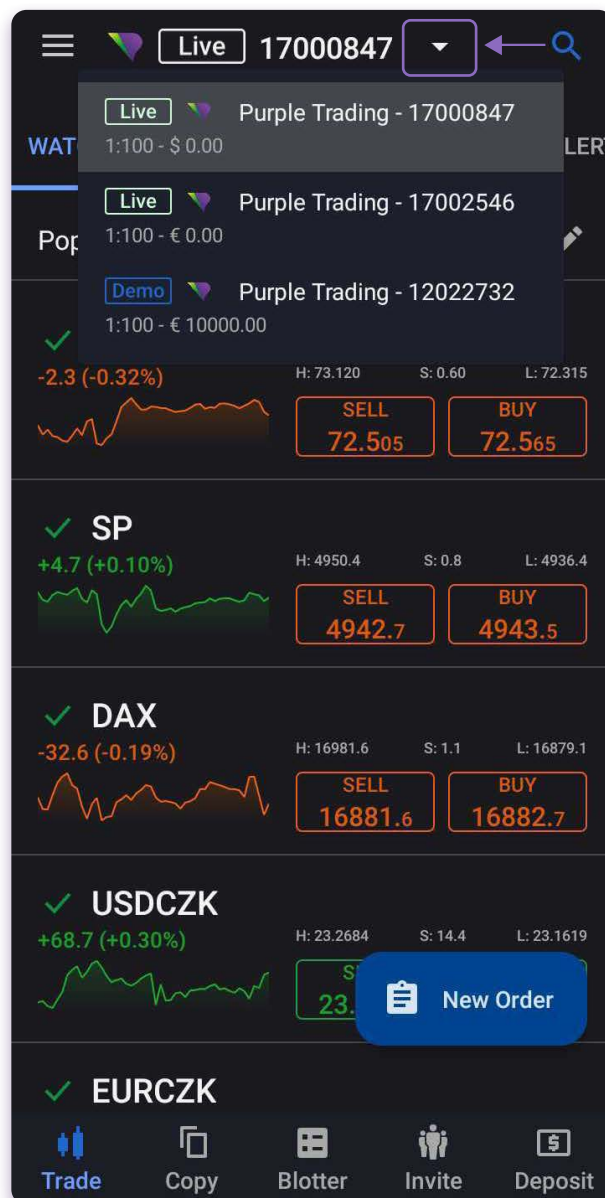 Live 17000847
Live Purple Trading - 17000847
1:100 - $ 0.00
Live Purple Trading - 17002546
1:100 - € 0.00
Demo Purple Trading - 12022732
1:100 - € 10000.00
-2.3 (-0.32%) H: 73.120 S: 0.60 L: 72.315
SELL BUY
72.505 72.565
SP
+4.7 (+0.10%) H: 4950.4 S: 0.8 L: 4936.4
SELL BUY
4942.7 4943.5
DAX
-32.6 (-0.19%) H: 16981.6 S: 1.1 L: 16879.1
SELL BUY
16881.6 16882.7
USDCZK
+68.7 (+0.30%) H: 23.2684 S: 14.4 L: 23.1619
23.
New Order
EURCZK
Trade Copy Blotter Invite Deposit